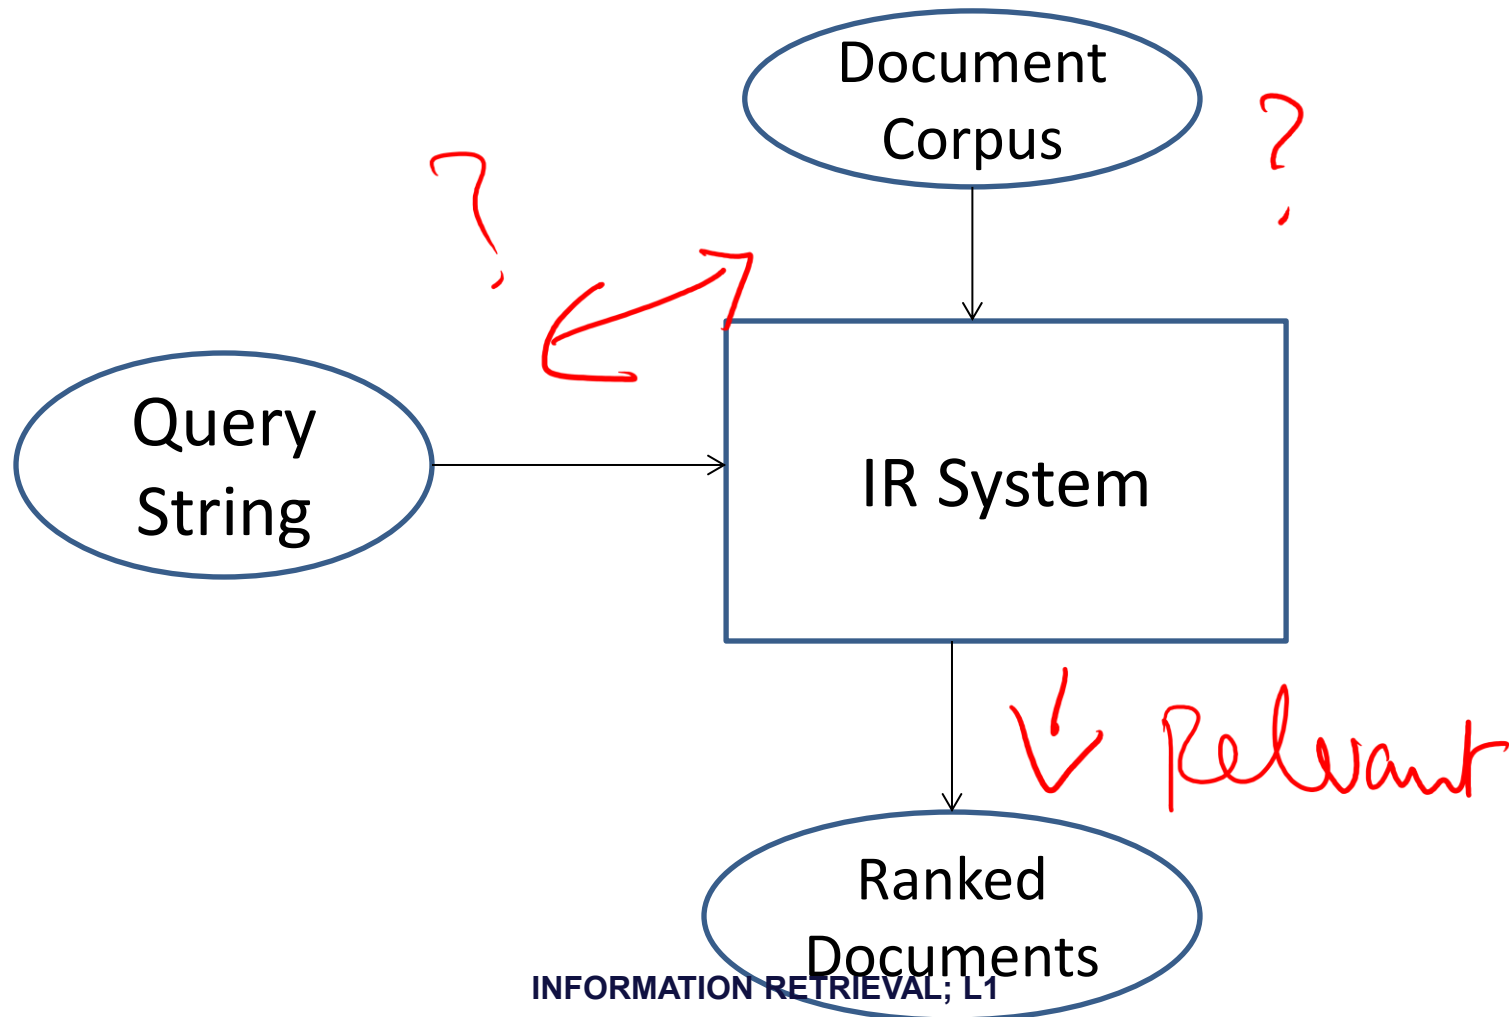 Document
Corpus
?
?
Query
String
IR System
Relevant
Ranked
Documents
INFORMATION RETRIEVAL; L1